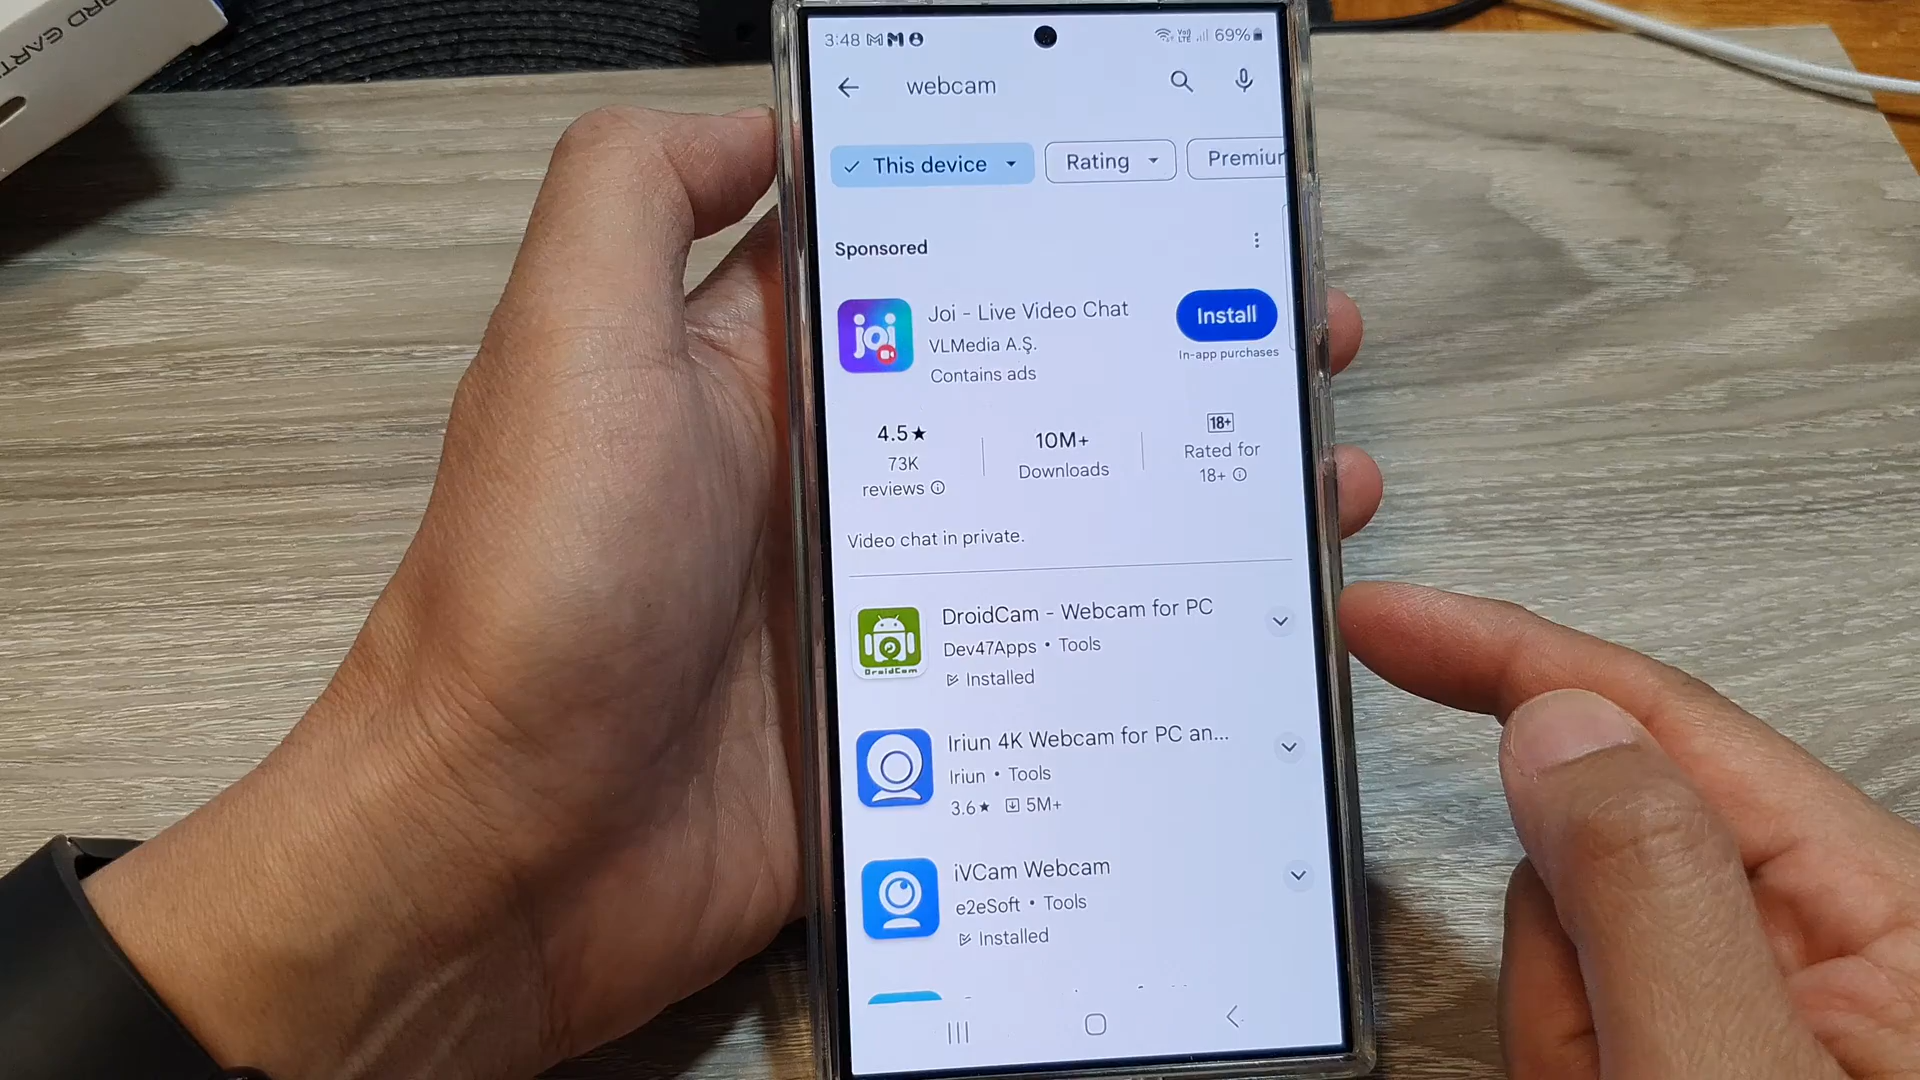 3:48 69%
webcam
This device Rating
Sponsored
Joi - Live Video Chat
VLMedia A.Ş.
Contains ads
joi
Install
In-app purchases
4.5★
73K
reviews
10M+
Downloads
18+
Rated for
18+
Video chat in private.
DroidCam - Webcam for PC
Dev47Apps • Tools
Installed
DroidCam
Iriun 4K Webcam for PC an...
Iriun • Tools
3.6★ 5M+
iVCam Webcam
e2eSoft • Tools
Installed